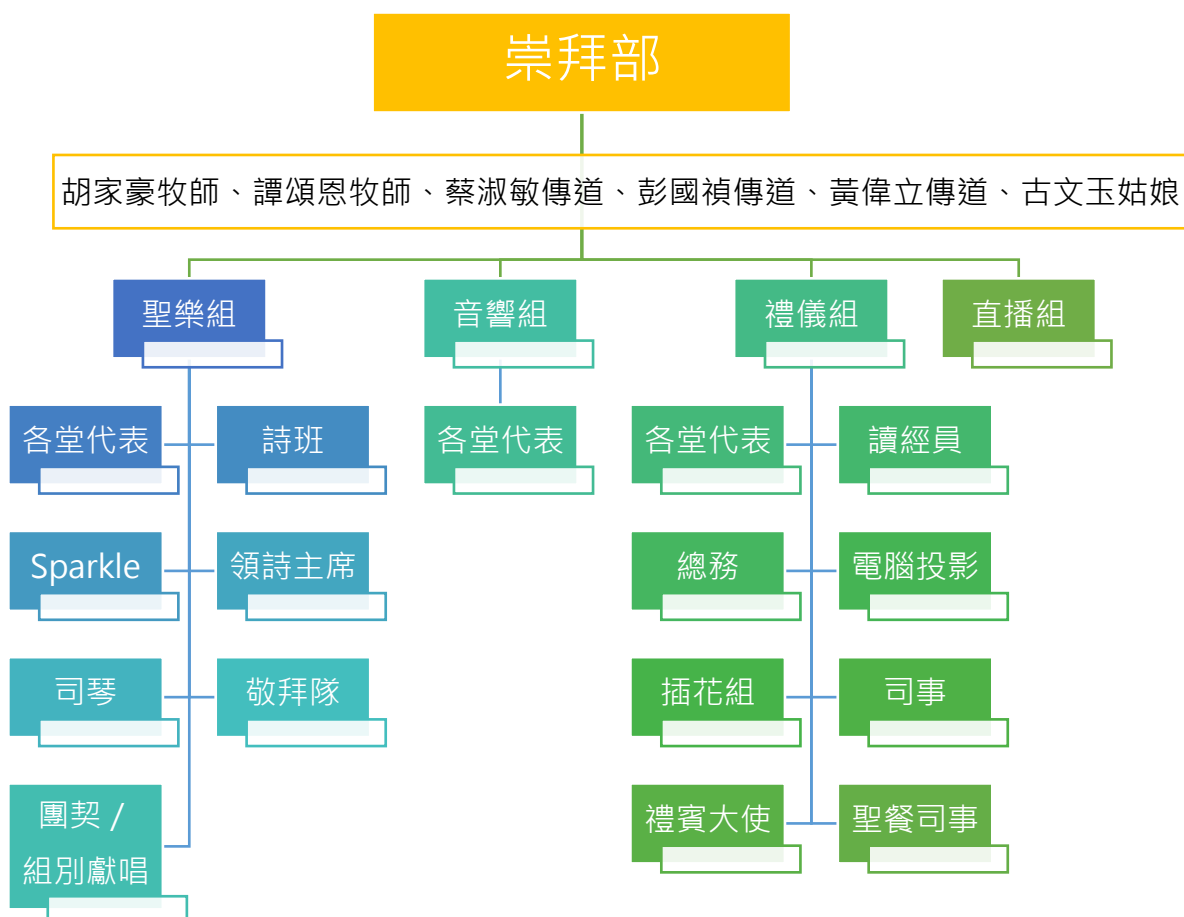 崇拜部
胡家豪牧師、譚頌恩牧師、蔡淑敏傳道、彭國禎傳道、黃偉立傳道、古文玉姑娘
聖樂組
音響組
禮儀組
直播組
各堂代表
詩班
各堂代表
各堂代表
讀經員
Sparkle
領詩主席
總務
電腦投影
司琴
敬拜隊
插花組
司事
團契 /
組別獻唱
禮賓大使
聖餐司事